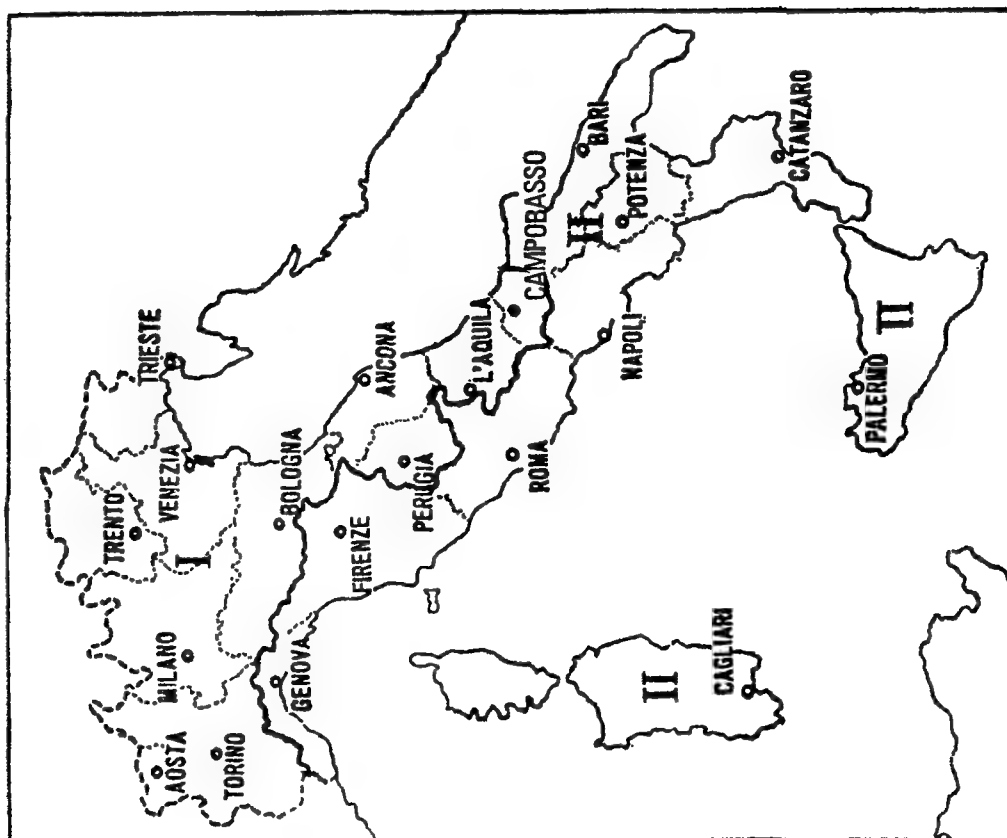 TRIESTE
TRENTO
VENEZIA
I
MILANO
AOSTA
TORINO
BOLOGNA
GENOVA
FIRENZE
ANCONA
PERUGIA
L'AQUILA
ROMA
CAMPOBASSO
BARI
II
POTENZA
NAPOLI
CATANZARO
II
CAGLIARI
PALERMO
II